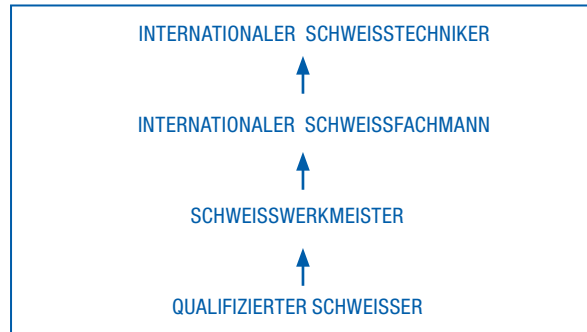 INTERNATIONALER SCHWEISSTECHNIKER
INTERNATIONALER SCHWEISSFACHMANN
SCHWEISSWERKMEISTER
QUALIFIZIERTER SCHWEISSER